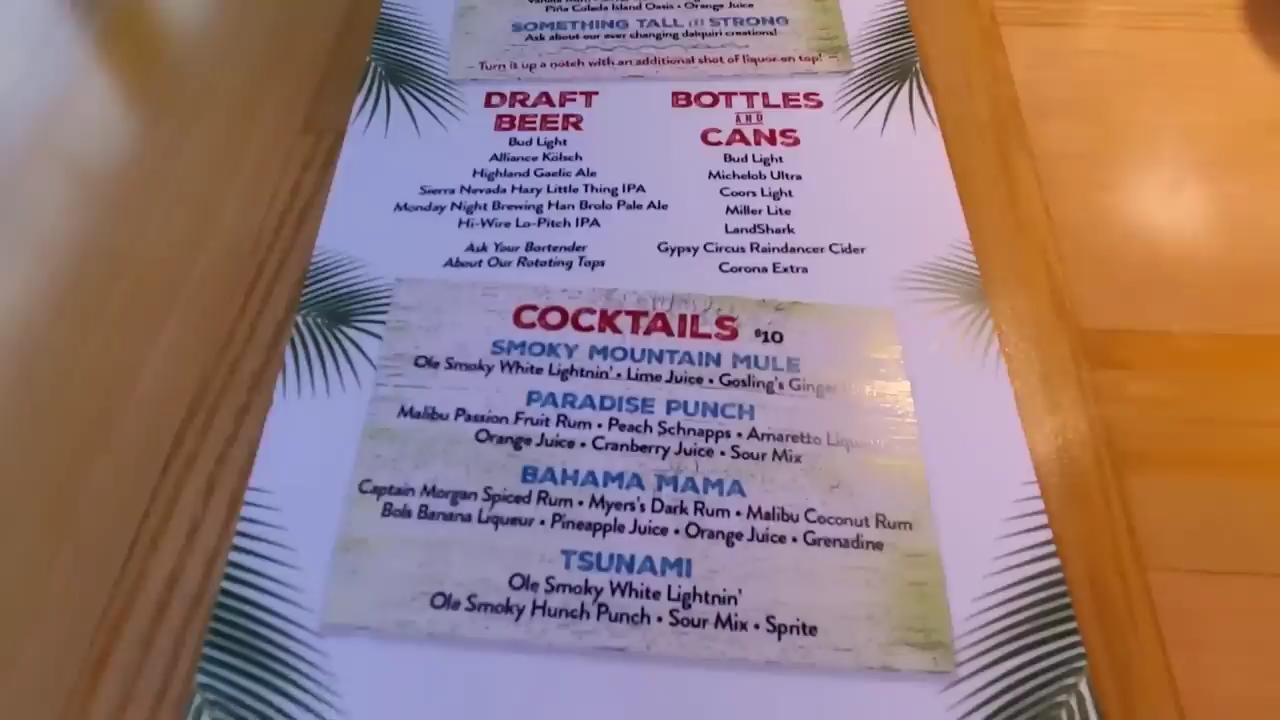 Piña Colada Island Oasis • Orange Juice
SOMETHING TALL and STRONG
Ask about our ever changing daiquiri creations!
- Turn it up a notch with an additional shot of liquor on top! -
DRAFT
BEER
Bud Light
Alliance Kölsch
Highland Gaelic Ale
Sierra Nevada Hazy Little Thing IPA
Monday Night Brewing Han Brolo Pale Ale
Hi-Wire Lo-Pitch IPA
Ask Your Bartender
About Our Rotating Taps
BOTTLES
AND
CANS
Bud Light
Michelob Ultra
Coors Light
Miller Lite
LandShark
Gypsy Circus Raindancer Cider
Corona Extra
COCKTAILS $10
SMOKY MOUNTAIN MULE
Ole Smoky White Lightnin' • Lime Juice • Gosling's Ginger
PARADISE PUNCH
Malibu Passion Fruit Rum • Peach Schnapps • Amaretto
Orange Juice • Cranberry Juice • Sour Mix
BAHAMA MAMA
Captain Morgan Spiced Rum • Myers's Dark Rum • Malibu Coconut Rum
Bols Banana Liqueur • Pineapple Juice • Orange Juice • Grenadine
TSUNAMI
Ole Smoky White Lightnin'
Ole Smoky Hunch Punch • Sour Mix • Sprite